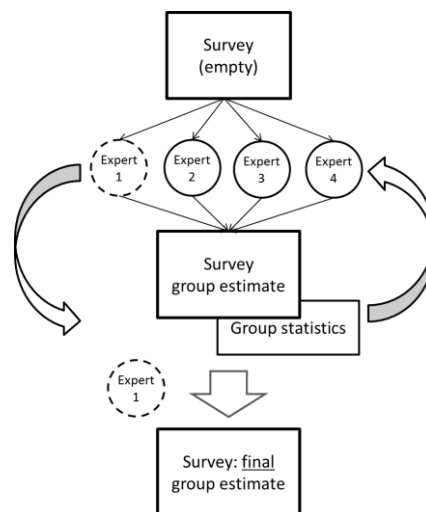 Survey
(empty)
Expert
1
Expert
2
Expert
3
Expert
4
Survey
group estimate
Group statistics
Expert
1
Survey: final
group estimate